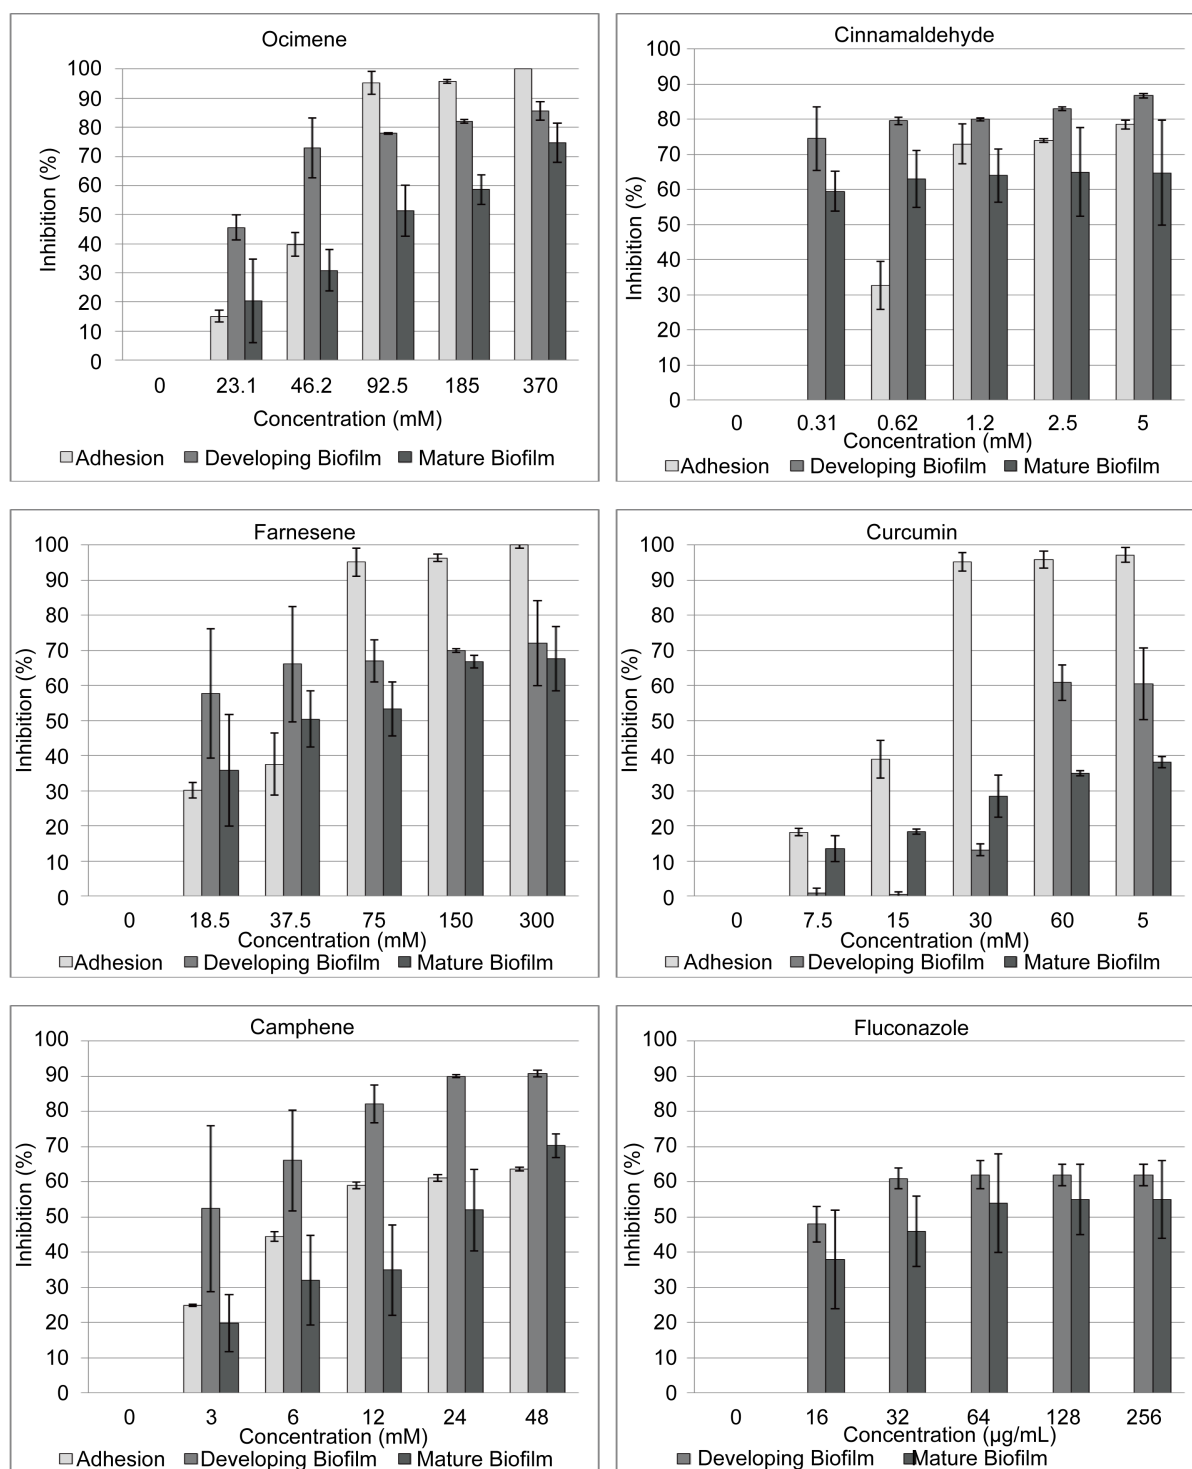 Ocimene
Inhibition (%)
100
90
80
70
60
50
40
30
20
10
0
0 23.1 46.2 92.5 185 370
Concentration (mM)
Adhesion Developing Biofilm Mature Biofilm
Cinnamaldehyde
Inhibition (%)
100
90
80
70
60
50
40
30
20
10
0
0 0.31 0.62 1.2 2.5 5
Concentration (mM)
Adhesion Developing Biofilm Mature Biofilm
Farnesene
Inhibition (%)
100
90
80
70
60
50
40
30
20
10
0
0 18.5 37.5 75 150 300
Concentration (mM)
Adhesion Developing Biofilm Mature Biofilm
Curcumin
Inhibition (%)
100
90
80
70
60
50
40
30
20
10
0
0 7.5 15 30 60 5
Concentration (mM)
Adhesion Developing Biofilm Mature Biofilm
Camphene
Inhibition (%)
100
90
80
70
60
50
40
30
20
10
0
0 3 6 12 24 48
Concentration (mM)
Adhesion Developing Biofilm Mature Biofilm
Fluconazole
Inhibition (%)
100
90
80
70
60
50
40
30
20
10
0
0 16 32 64 128 256
Concentration (µg/mL)
Developing Biofilm Mature Biofilm